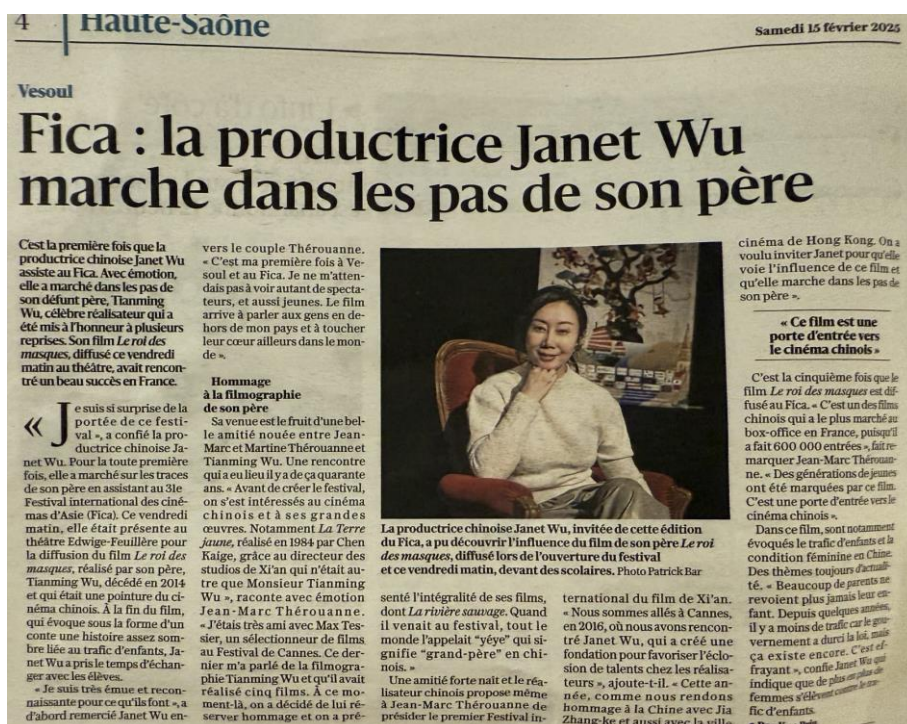 4
Haute-Saône
Samedi 15 février 2025
Vesoul
Fica : la productrice Janet Wu
marche dans les pas de son père
C'est la première fois que la
productrice chinoise Janet Wu
assiste au Fica. Avec émotion,
elle a marché dans les pas de
son défunt père, Tianming
Wu, célèbre réalisateur qui a
été mis à l'honneur à plusieurs
reprises. Son film Le roi des
masques, diffusé ce vendredi
matin au théâtre, avait rencon-
tré un beau succès en France.
« Je suis si surprise de la
portée de ce festi-
val », a confié la pro-
ductrice chinoise Ja-
net Wu. Pour la toute première
fois, elle a marché sur les traces
de son père en assistant au 31e
Festival international des ciné-
mas d'Asie (Fica). Ce vendredi
matin, elle était présente au
théâtre Edwige-Feuillère pour
la diffusion du film Le roi des
masques, réalisé par son père,
Tianming Wu, décédé en 2014
et qui était une pointure du ci-
néma chinois. À la fin du film,
qui évoque sous la forme d'un
conte une histoire assez som-
bre liée au trafic d'enfants, Ja-
net Wu a pris le temps d'échan-
ger avec les élèves.
« Je suis très émue et recon-
naissante pour ce qu'ils font », a
d'abord remercié Janet Wu en-
vers le couple Thérouanne.
« C'est ma première fois à Ve-
soul et au Fica. Je ne m'atten-
dais pas à voir autant de specta-
teurs, et aussi jeunes. Le film
arrive à parler aux gens en de-
hors de mon pays et à toucher
leur cœur ailleurs dans le mon-
de ».
Hommage
à la filmographie
de son père
Sa venue est le fruit d'une bel-
le amitié nouée entre Jean-
Marc et Martine Thérouanne et
Tianming Wu. Une rencontre
qui a eu lieu il y a de ça quarante
ans. « Avant de créer le festival,
on s'est intéressés au cinéma
chinois et à ses grandes
œuvres. Notamment La Terre
jaune, réalisé en 1984 par Chen
Kaige, grâce au directeur des
studios de Xi'an qui n'était au-
tre que Monsieur Tianming
Wu », raconte avec émotion
Jean-Marc Thérouanne.
« J'étais très ami avec Max Tes-
sier, un sélectionneur de films
au Festival de Cannes. Ce der-
nier m'a parlé de la filmogra-
phie Tianming Wu et qu'il avait
réalisé cinq films. À ce mo-
ment-là, on a décidé de lui ré-
server hommage et on a pré-
La productrice chinoise Janet Wu, invitée de cette édition
du Fica, a pu découvrir l'influence du film de son père Le roi
des masques, diffusé lors de l'ouverture du festival
et ce vendredi matin, devant des scolaires. Photo Patrick Bar
senté l'intégralité de ses films,
dont La rivière sauvage. Quand
il venait au festival, tout le
monde l'appelait "yéye" qui si-
gnifie "grand-père" en chi-
nois. »
Une amitié forte naît et le réa-
lisateur chinois propose même
à Jean-Marc Thérouanne de
présider le premier Festival in-
ternational du film de Xi'an.
« Nous sommes allés à Cannes,
en 2016, où nous avons rencon-
tré Janet Wu, qui a créé une
fondation pour favoriser l'éclo-
sion de talents chez les réalisa-
teurs », ajoute-t-il. « Cette an-
née, comme nous rendons
hommage à la Chine avec Jia
Zhang-ke et aussi avec la ville
cinéma de Hong Kong. On a
voulu inviter Janet pour qu'elle
voie l'influence de ce film et
qu'elle marche dans les pas de
son père ».
« Ce film est une
porte d'entrée vers
le cinéma chinois »
C'est la cinquième fois que le
film Le roi des masques est dif-
fusé au Fica. « C'est un des films
chinois qui a le plus marché au
box-office en France, puisqu'il
a fait 600 000 entrées », fait re-
marquer Jean-Marc Thérouan-
ne. « Des générations de jeunes
ont été marquées par ce film.
C'est une porte d'entrée vers le
cinéma chinois ».
Dans ce film, sont notamment
évoqués le trafic d'enfants et la
condition féminine en Chine.
Des thèmes toujours d'actuali-
té. « Beaucoup de parents ne
revoient plus jamais leur en-
fant. Depuis quelques années,
il y a moins de trafic car le gou-
vernement a durci la loi, mais
ça existe encore. C'est ef-
frayant », confie Janet Wu qui
indique que de plus en plus de
femmes s'élèvent contre le tra-
fic d'enfants.